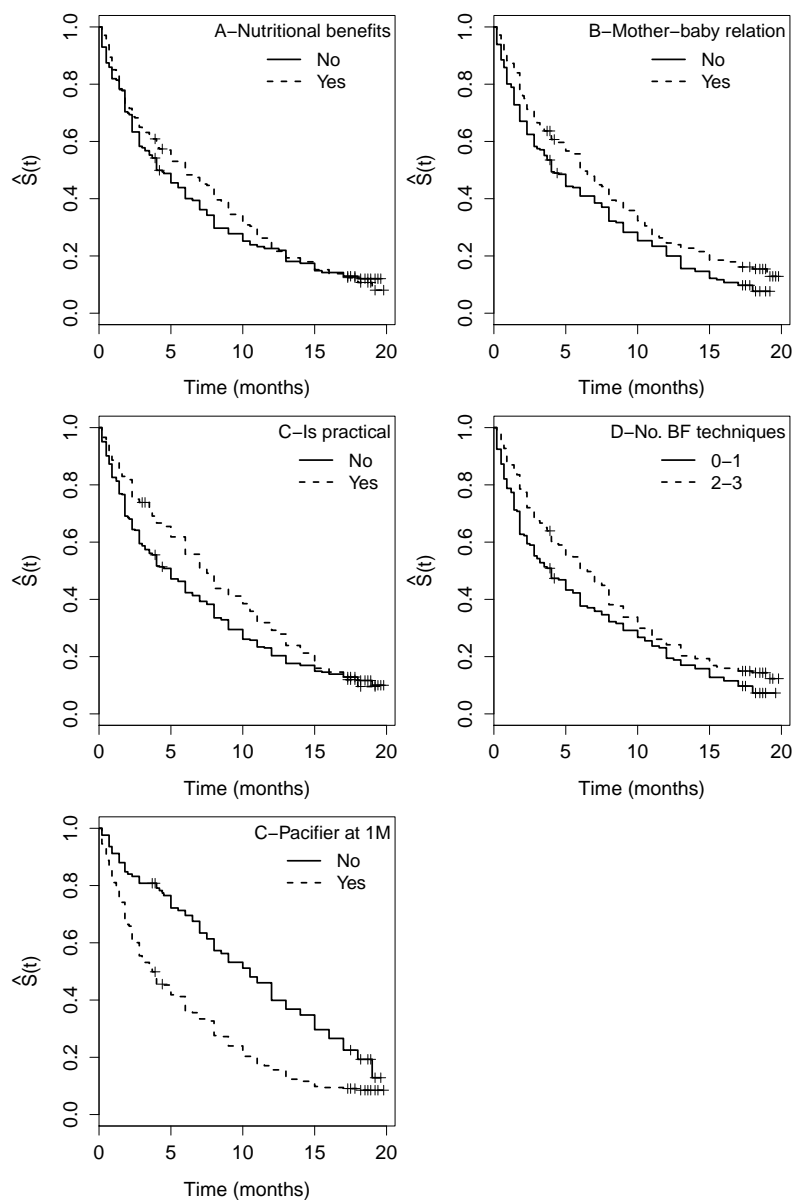 A−Nutritional benefits
No
Yes
Ŝ(t)
0.0 0.2 0.4 0.6 0.8 1.0
0 5 10 15 20
Time (months)
B−Mother−baby relation
No
Yes
Ŝ(t)
0.0 0.2 0.4 0.6 0.8 1.0
0 5 10 15 20
Time (months)
C−Is practical
No
Yes
Ŝ(t)
0.0 0.2 0.4 0.6 0.8 1.0
0 5 10 15 20
Time (months)
D−No. BF techniques
0−1
2−3
Ŝ(t)
0.0 0.2 0.4 0.6 0.8 1.0
0 5 10 15 20
Time (months)
C−Pacifier at 1M
No
Yes
Ŝ(t)
0.0 0.2 0.4 0.6 0.8 1.0
0 5 10 15 20
Time (months)